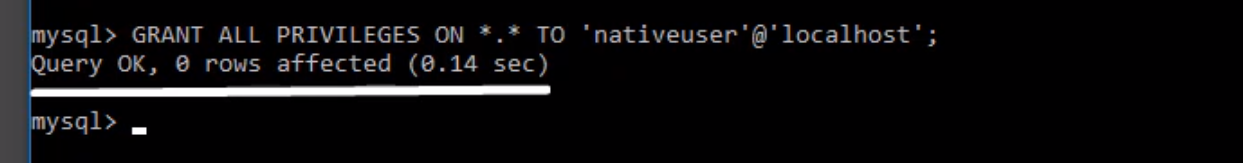 mysql> GRANT ALL PRIVILEGES ON *.* TO 'nativeuser'@'localhost';
Query OK, 0 rows affected (0.14 sec)
mysql>